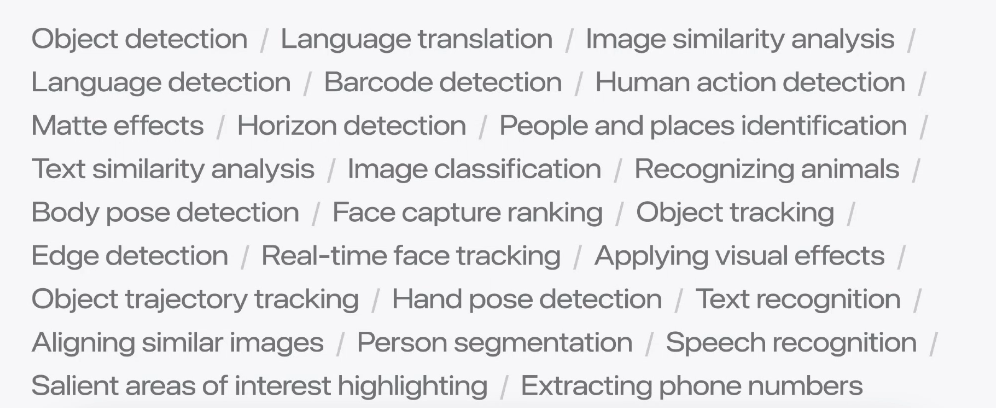 Object detection / Language translation / Image similarity analysis /
Language detection / Barcode detection / Human action detection /
Matte effects / Horizon detection / People and places identification /
Text similarity analysis / Image classification / Recognizing animals /
Body pose detection / Face capture ranking / Object tracking /
Edge detection / Real-time face tracking / Applying visual effects /
Object trajectory tracking / Hand pose detection / Text recognition /
Aligning similar images / Person segmentation / Speech recognition /
Salient areas of interest highlighting / Extracting phone numbers